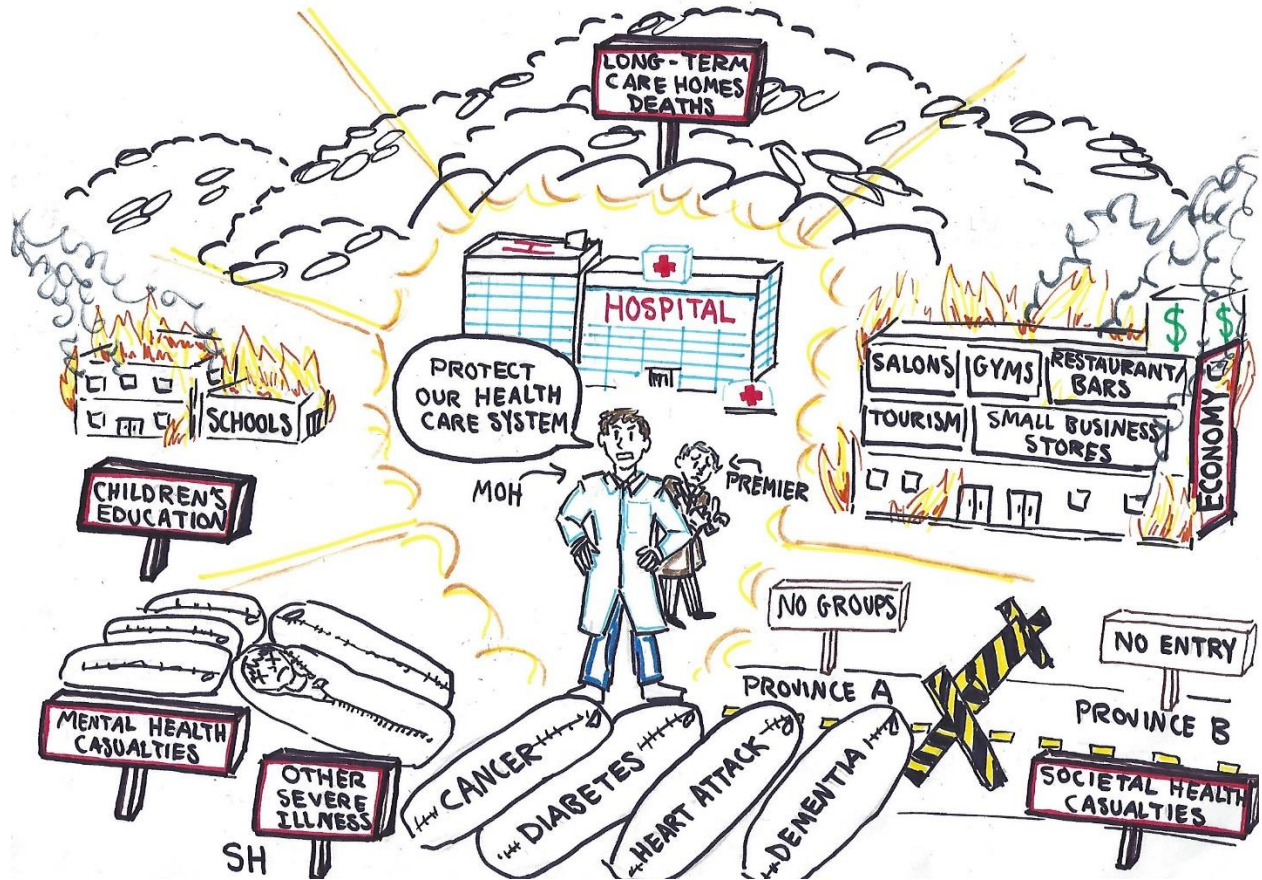 LONG-TERM
CARE HOMES
DEATHS
H
HOSPITAL
PROTECT
OUR HEALTH
CARE SYSTEM
MOH
PREMIER
SCHOOLS
CHILDREN'S
EDUCATION
$ $
SALONS
GYMS
RESTAURANT/
BARS
TOURISM
SMALL BUSINESS
STORES
ECONOMY
NO GROUPS
NO ENTRY
PROVINCE A
PROVINCE B
MENTAL HEALTH
CASUALTIES
OTHER
SEVERE
ILLNESS
CANCER
DIABETES
HEART ATTACK
DEMENTIA
SOCIETAL HEALTH
CASUALTIES
SH